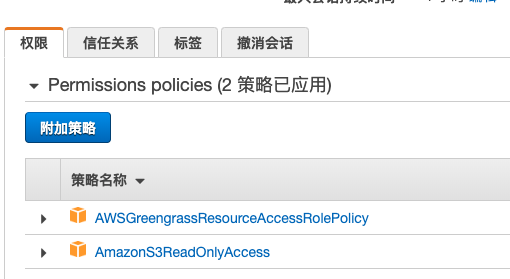 权限 信任关系 标签 撤消会话
Permissions policies (2 策略已应用)
附加策略
策略名称
AWSGreengrassResourceAccessRolePolicy
AmazonS3ReadOnlyAccess